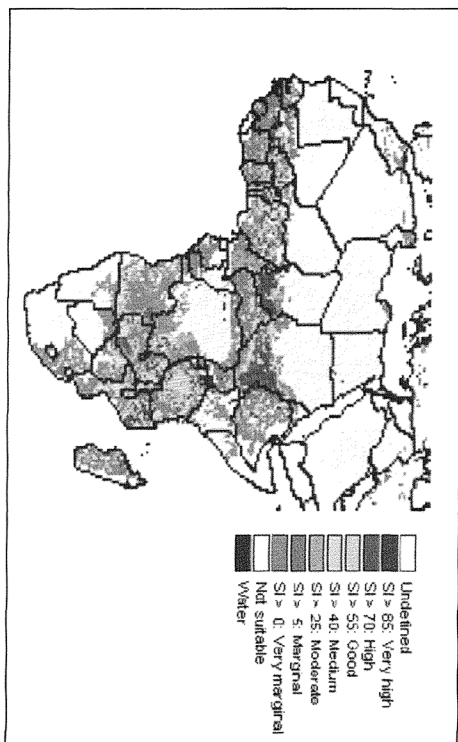 Undefined
SI > 85: Very high
SI > 70: High
SI > 55: Good
SI > 40: Medium
SI > 25: Moderate
SI > 5: Marginal
SI > 0: Very marginal
Not suitable
Water